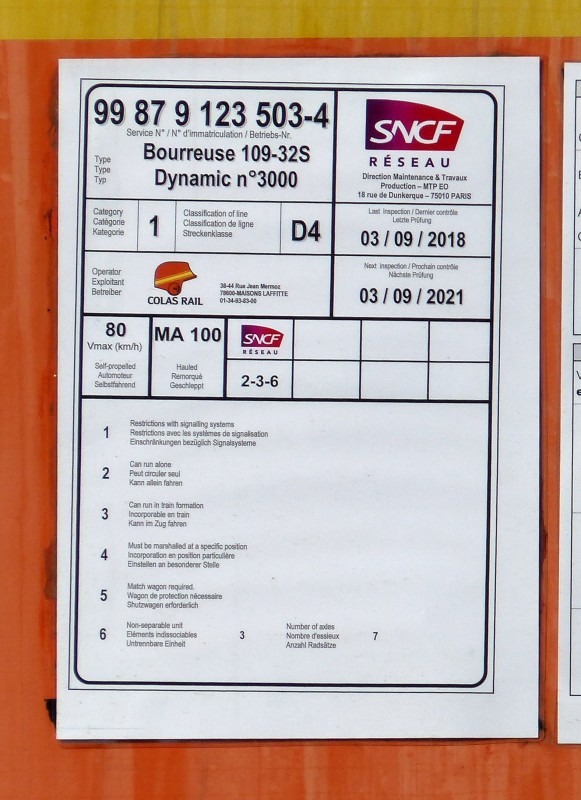 99 87 9 123 503-4
Service N° / N° d'immatriculation / Betriebs-Nr.
Type
Type
Typ
Bourreuse 109-32S
Dynamic n°3000
SNCF
RÉSEAU
Direction Maintenance & Travaux
Production – MTP EO
18 rue de Dunkerque – 75010 PARIS
Category
Catégorie
Kategorie
1
Classification of line
Classification de ligne
Streckenklasse
D4
Last Inspection / Dernier contrôle
Letzte Prüfung
03 / 09 / 2018
Operator
Exploitant
Betreiber
COLAS RAIL
38-44 Rue Jean Mermoz
78600-MAISONS LAFFITTE
01-34-93-83-00
Next inspection / Prochain contrôle
Nächste Prüfung
03 / 09 / 2021
80
Vmax (km/h)
Self-propelled
Automoteur
Selbstfahrend
MA 100
Hauled
Remorqué
Geschleppt
SNCF
RÉSEAU
2-3-6
1
Restrictions with signalling systems
Restrictions avec les systèmes de signalisation
Einschränkungen bezüglich Signalsysteme
2
Can run alone
Peut circuler seul
Kann allein fahren
3
Can run in train formation
Incorporable en train
Kann im Zug fahren
4
Must be marshalled at a specific position
Incorporation en position particulière
Einstellen an besonderer Stelle
5
Match wagon required.
Wagon de protection nécessaire
Shutzwagen erforderlich
6
Non-separable unit
Eléments indissociables
Untrennbare Einheit
3
Number of axles
Nombre d'essieux
Anzahl Radsätze
7